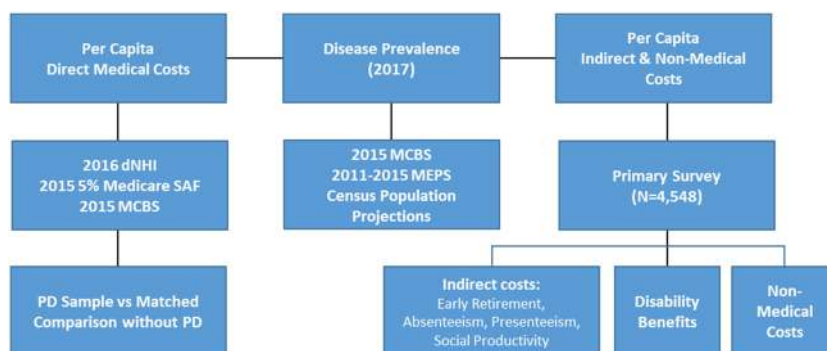 Per Capita
Direct Medical Costs
Disease Prevalence
(2017)
Per Capita
Indirect & Non-Medical
Costs
2016 dNHI
2015 5% Medicare SAF
2015 MCBS
2015 MCBS
2011-2015 MEPS
Census Population
Projections
Primary Survey
(N=4,548)
PD Sample vs Matched
Comparison without PD
Indirect costs:
Early Retirement,
Absenteeism, Presenteeism,
Social Productivity
Disability
Benefits
Non-
Medical
Costs